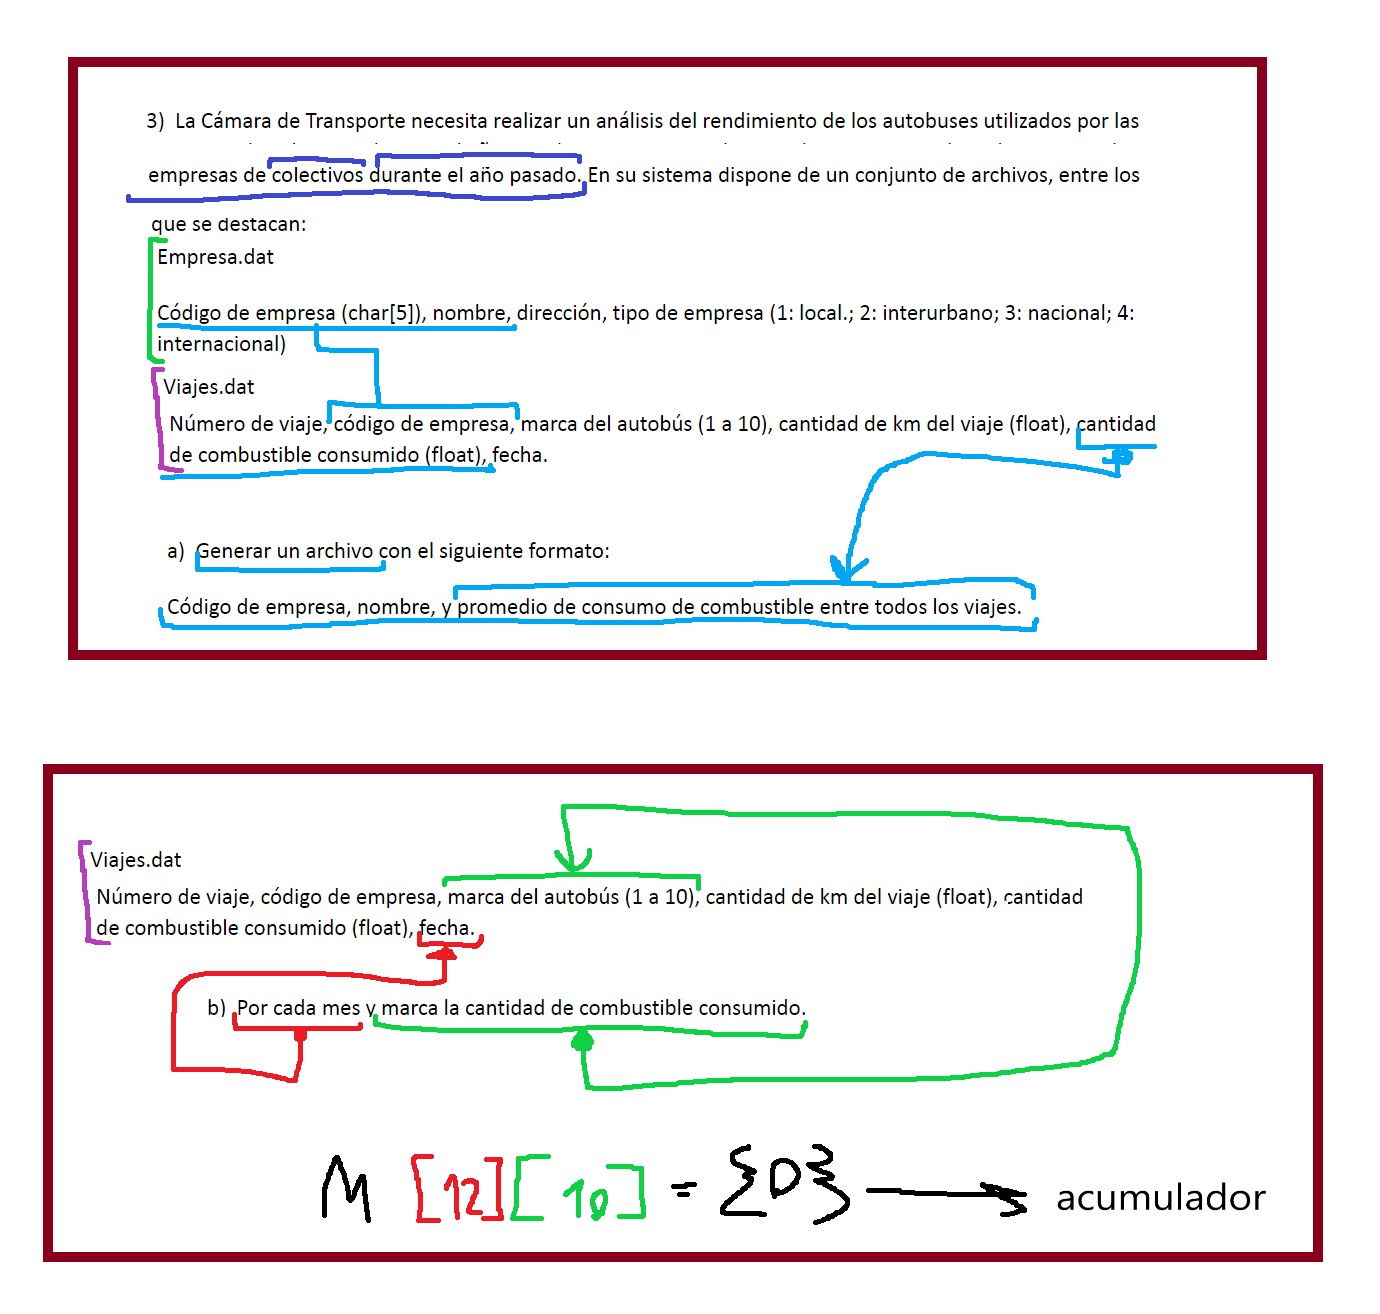 3) La Cámara de Transporte necesita realizar un análisis del rendimiento de los autobuses utilizados por las
empresas de colectivos durante el año pasado. En su sistema dispone de un conjunto de archivos, entre los
que se destacan:
Empresa.dat
Código de empresa (char[5]), nombre, dirección, tipo de empresa (1: local.; 2: interurbano; 3: nacional; 4:
internacional)
Viajes.dat
Número de viaje, código de empresa, marca del autobús (1 a 10), cantidad de km del viaje (float), cantidad
de combustible consumido (float), fecha.
a) Generar un archivo con el siguiente formato:
Código de empresa, nombre, y promedio de consumo de combustible entre todos los viajes.
Viajes.dat
Número de viaje, código de empresa, marca del autobús (1 a 10), cantidad de km del viaje (float), cantidad
de combustible consumido (float), fecha.
b) Por cada mes y marca la cantidad de combustible consumido.
M [12][10] = {0} acumulador